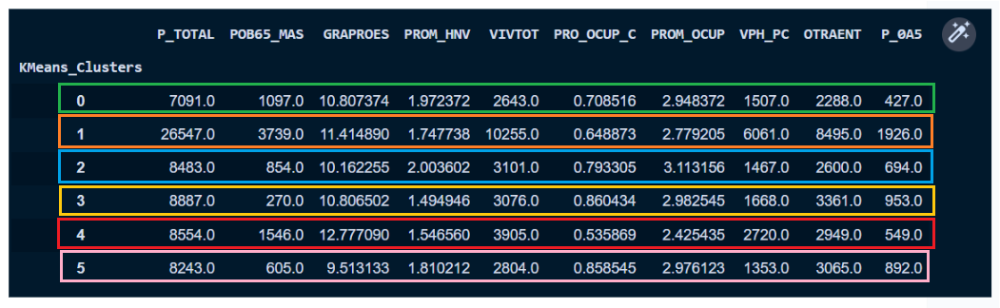 P_TOTAL POB65_MAS GRAPROES PROM_HNV VIVTOT PRO_OCUP_C PROM_OCUP VPH_PC OTRAENT P_0A5
KMeans_Clusters
0 7091.0 1097.0 10.807374 1.972372 2643.0 0.708516 2.948372 1507.0 2288.0 427.0
1 26547.0 3739.0 11.414890 1.747738 10255.0 0.648873 2.779205 6061.0 8495.0 1926.0
2 8483.0 854.0 10.162255 2.003602 3101.0 0.793305 3.113156 1467.0 2600.0 694.0
3 8887.0 270.0 10.806502 1.494946 3076.0 0.860434 2.982545 1668.0 3361.0 953.0
4 8554.0 1546.0 12.777090 1.546560 3905.0 0.535869 2.425435 2720.0 2949.0 549.0
5 8243.0 605.0 9.513133 1.810212 2804.0 0.858545 2.976123 1353.0 3065.0 892.0